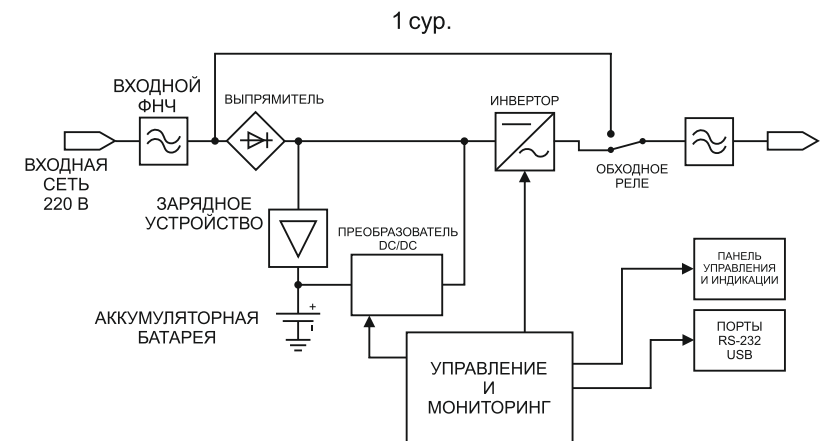 1 сур.
ВХОДНОЙ
ФНЧ
ВЫПРЯМИТЕЛЬ
ИНВЕРТОР
ВХОДНАЯ
СЕТЬ
220 В
ОБХОДНОЕ
РЕЛЕ
ЗАРЯДНОЕ
УСТРОЙСТВО
ПРЕОБРАЗОВАТЕЛЬ
DC/DC
ПАНЕЛЬ
УПРАВЛЕНИЯ
И ИНДИКАЦИИ
+
АККУМУЛЯТОРНАЯ
БАТАРЕЯ
ПОРТЫ
RS-232
USB
УПРАВЛЕНИЕ
И
МОНИТОРИНГ